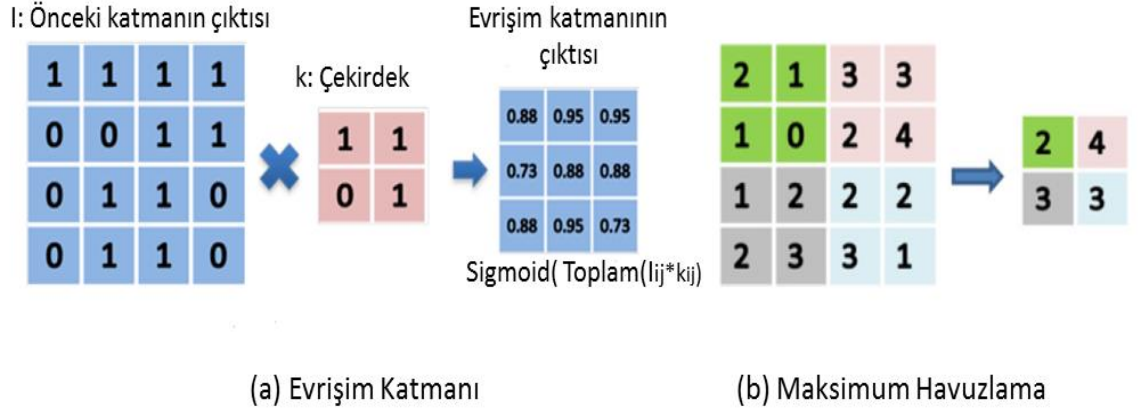 I: Önceki katmanın çıktısı
1 1 1 1
0 0 1 1
0 1 1 0
0 1 1 0
k: Çekirdek
1 1
0 1
Evrişim katmanının
çıktısı
0.88 0.95 0.95
0.73 0.88 0.88
0.88 0.95 0.73
Sigmoid( Toplam(Iij*kij)
2 1 3 3
1 0 2 4
1 2 2 2
2 3 3 1
2 4
3 3
(a) Evrişim Katmanı
(b) Maksimum Havuzlama